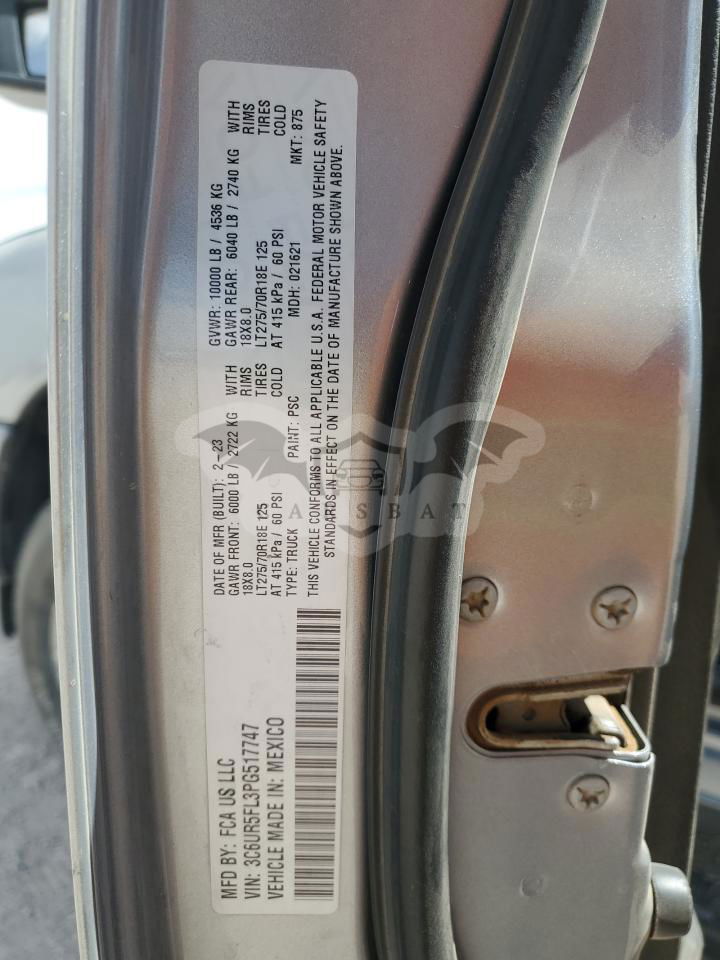 MFD BY: FCA US LLC
VIN: 3C6UR5FL3PG517747
VEHICLE MADE IN: MEXICO
DATE OF MFR (BUILT): 2-23 GVWR: 10000 LB / 4536 KG
GAWR FRONT: 6000 LB / 2722 KG WITH GAWR REAR: 6040 LB / 2740 KG WITH
18X8.0 RIMS 18X8.0 RIMS
LT275/70R18E 125 TIRES LT275/70R18E 125 TIRES
AT 415 kPa / 60 PSI COLD AT 415 kPa / 60 PSI COLD
TYPE: TRUCK PAINT: PSC MDH: 021621 MKT: 875
THIS VEHICLE CONFORMS TO ALL APPLICABLE U.S.A. FEDERAL MOTOR VEHICLE SAFETY
STANDARDS IN EFFECT ON THE DATE OF MANUFACTURE SHOWN ABOVE.